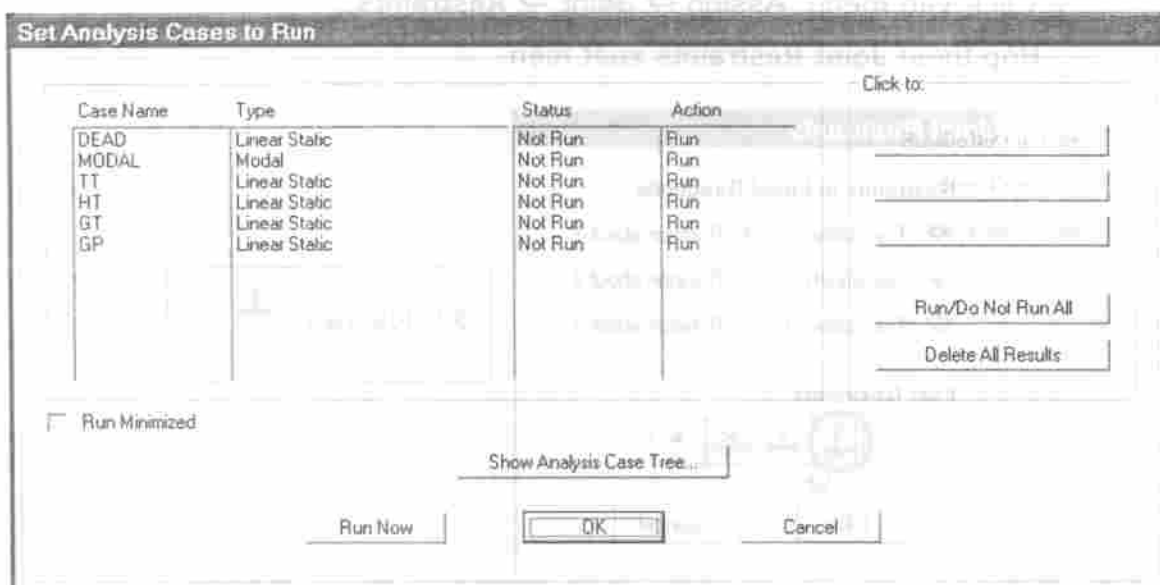 Set Analysis Cases to Run
Click to:
Case Name Type Status Action
DEAD Linear Static Not Run Run
MODAL Modal Not Run Run
TT Linear Static Not Run Run
HT Linear Static Not Run Run
GT Linear Static Not Run Run
GP Linear Static Not Run Run
Run/Do Not Run All
Delete All Results
Run Minimized
Show Analysis Case Tree...
Run Now
OK
Cancel